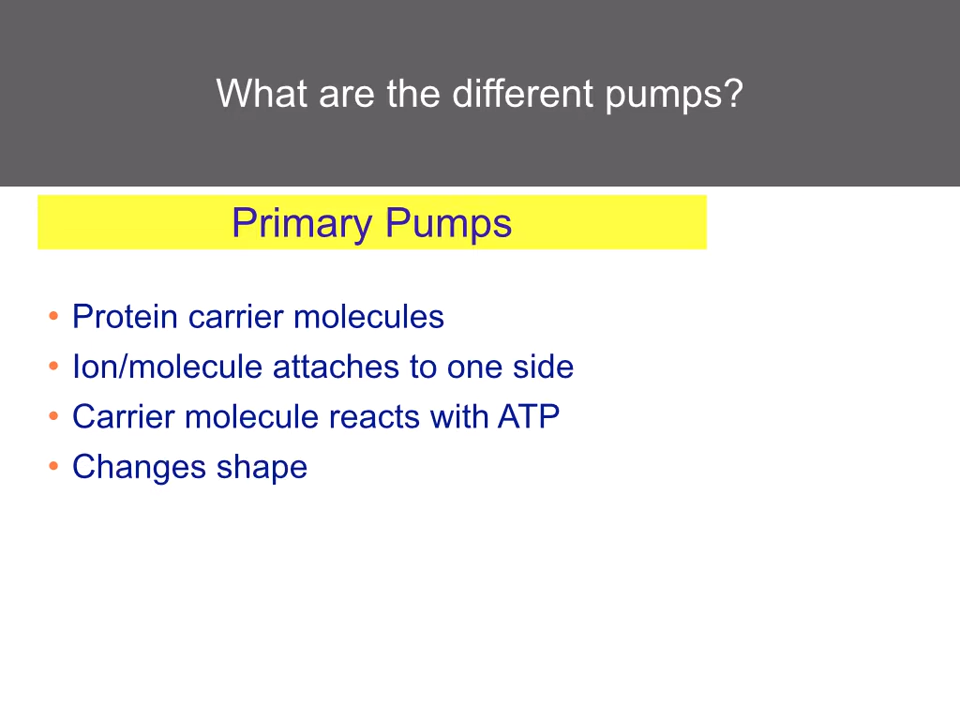 What are the different pumps?
Primary Pumps
• Protein carrier molecules
• Ion/molecule attaches to one side
• Carrier molecule reacts with ATP
• Changes shape